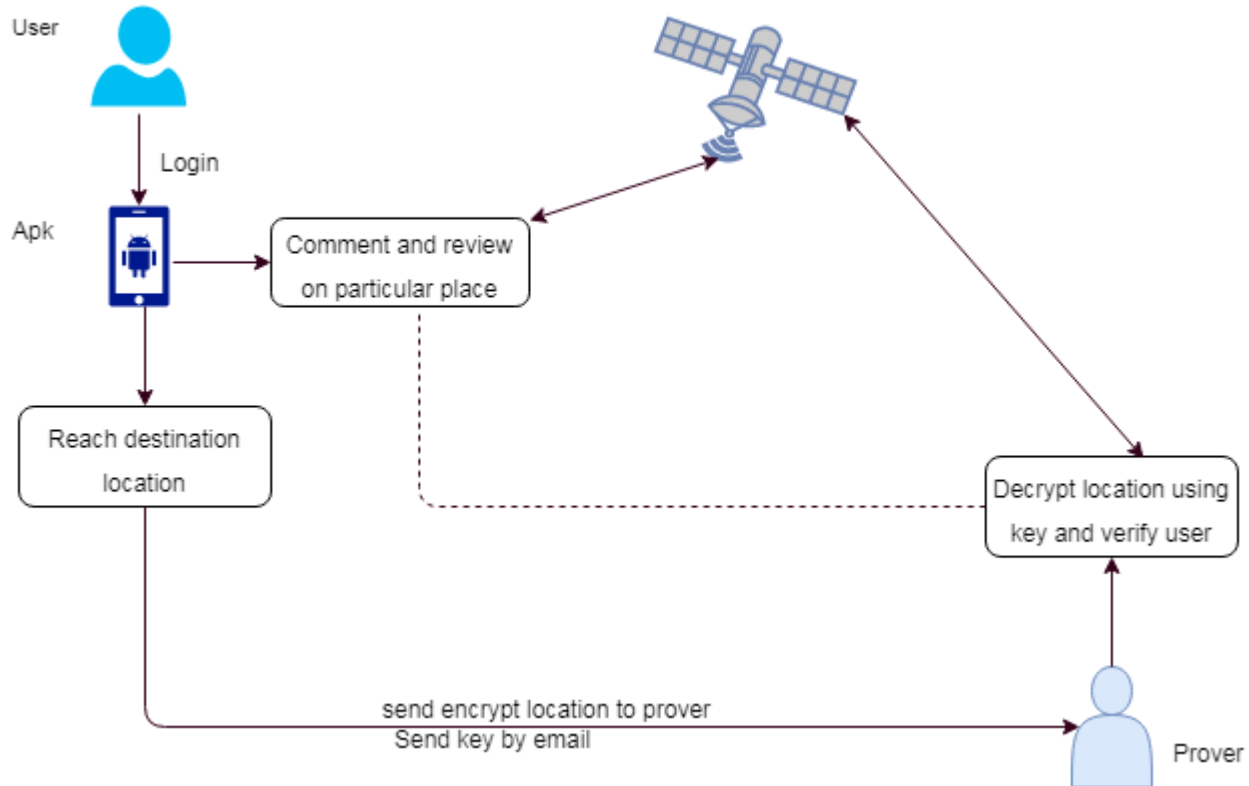 User
Login
Apk
Comment and review
on particular place
Reach destination
location
Decrypt location using
key and verify user
send encrypt location to prover
Send key by email
Prover